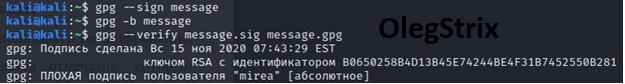 kali@kali:~$ gpg --sign message
kali@kali:~$ gpg -b message
kali@kali:~$ gpg --verify message.sig message.gpg
gpg: Подпись сделана Вс 15 ноя 2020 07:43:29 EST
gpg:                ключом RSA с идентификатором B0650258B4D13B45E74244BE4F31B7452550B281
gpg: ПЛОХАЯ подпись пользователя "mirea" [абсолютное]
OlegStrix